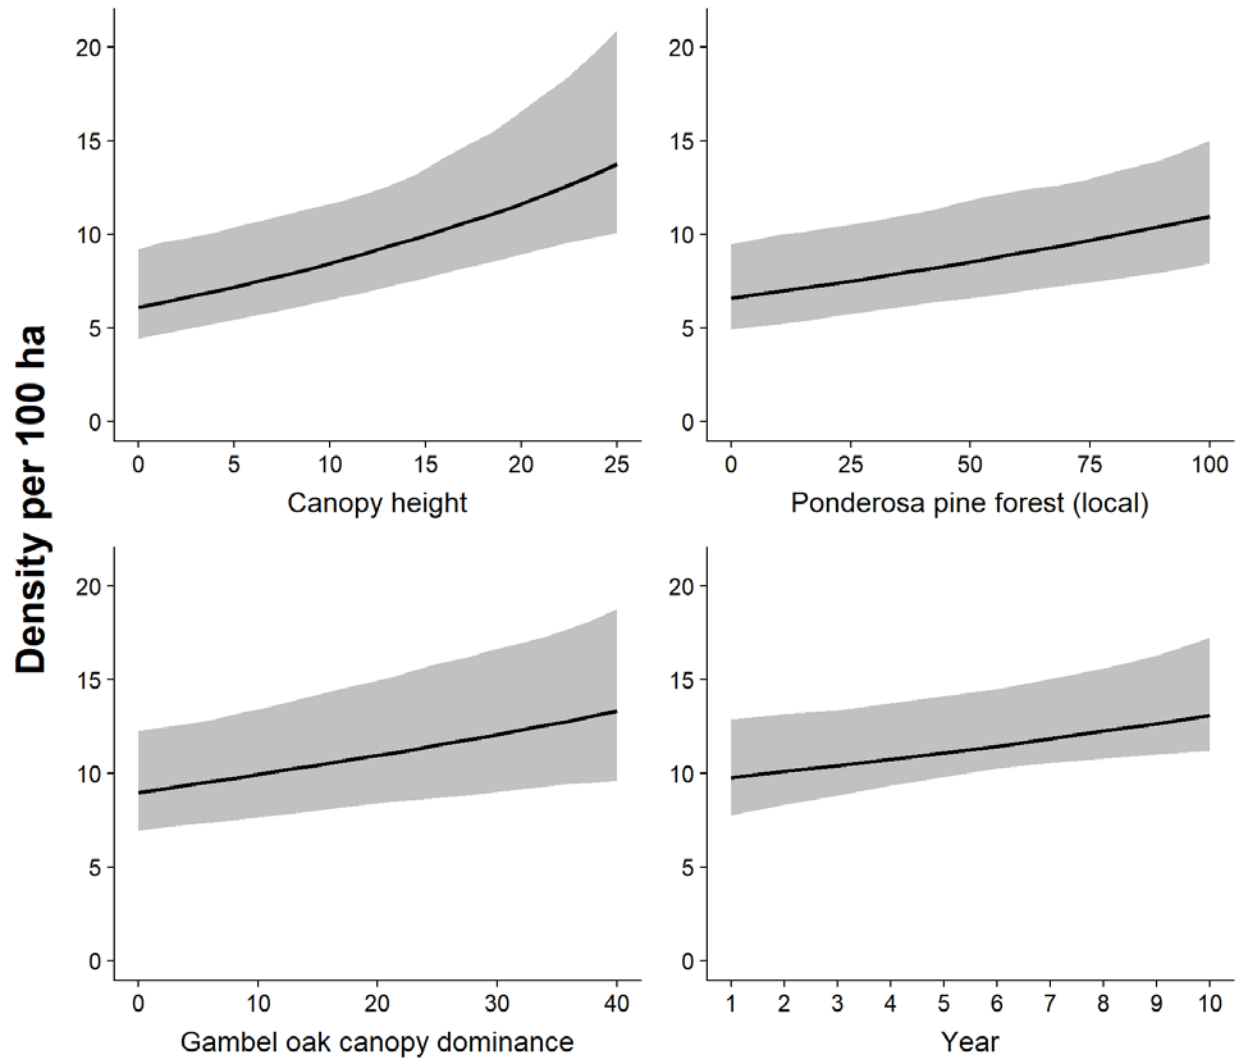 Density per 100 ha
20
15
10
5
0
0 5 10 15 20 25
Canopy height
20
15
10
5
0
0 25 50 75 100
Ponderosa pine forest (local)
20
15
10
5
0
0 10 20 30 40
Gambel oak canopy dominance
20
15
10
5
0
1 2 3 4 5 6 7 8 9 10
Year